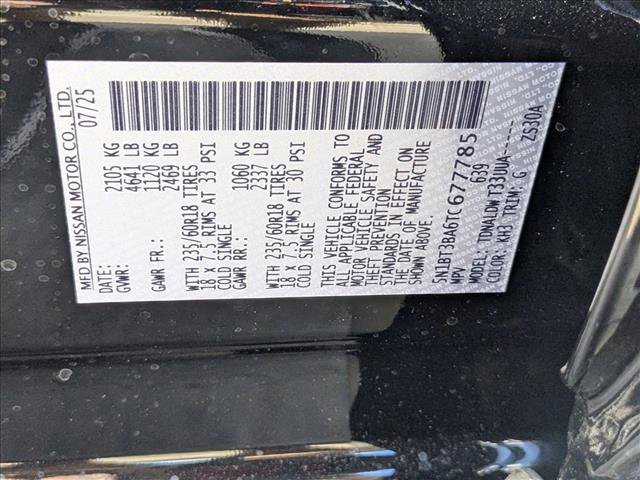 MFD BY NISSAN MOTOR CO., LTD.
DATE: 07/25
GVWR: 2105 KG
4641 LB
GAWR FR: 1120 KG
2469 LB
WITH 235/60R18 TIRES
18 x 7.5 RIMS AT 33 PSI
COLD SINGLE
GAWR RR: 1060 KG
2337 LB
WITH 235/60R18 TIRES
18 x 7.5 RIMS AT 30 PSI
COLD SINGLE
THIS VEHICLE CONFORMS TO
ALL APPLICABLE FEDERAL
MOTOR VEHICLE SAFETY AND
THEFT PREVENTION
STANDARDS IN EFFECT ON
THE DATE OF MANUFACTURE
SHOWN ABOVE.
5N1BT3BA6TC677785
MPV 639
MODEL: TDNALDWT33UUA-----
COLOR: KH3 TRIM: G 2S30A